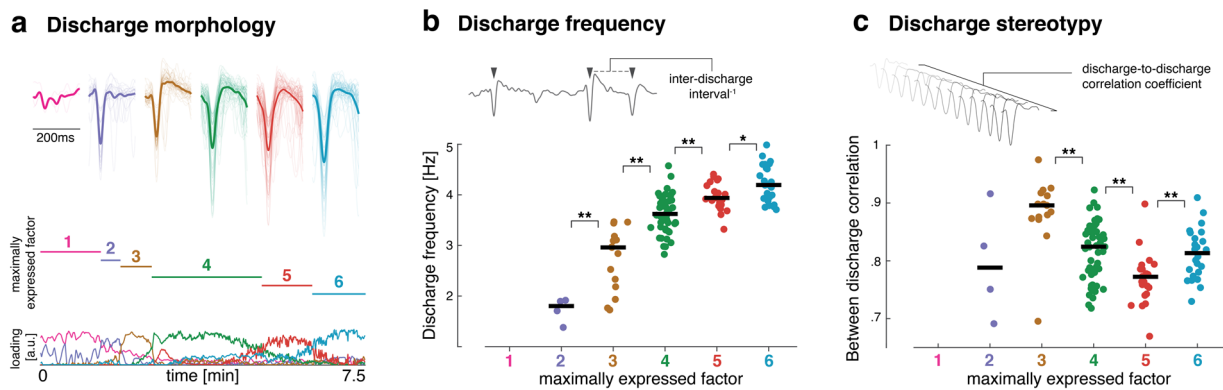 a Discharge morphology
200ms
maximally
expressed factor
1
2
3
4
5
6
loading
[a.u.]
time [min]
7.5
b Discharge frequency
inter-discharge
interval-1
Discharge frequency [Hz]
5
4
3
2
**
**
**
*
1 2 3 4 5 6
maximally expressed factor
c Discharge stereotypy
discharge-to-discharge
correlation coefficient
Between discharge correlation
1
.9
.8
.7
**
**
**
1 2 3 4 5 6
maximally expressed factor